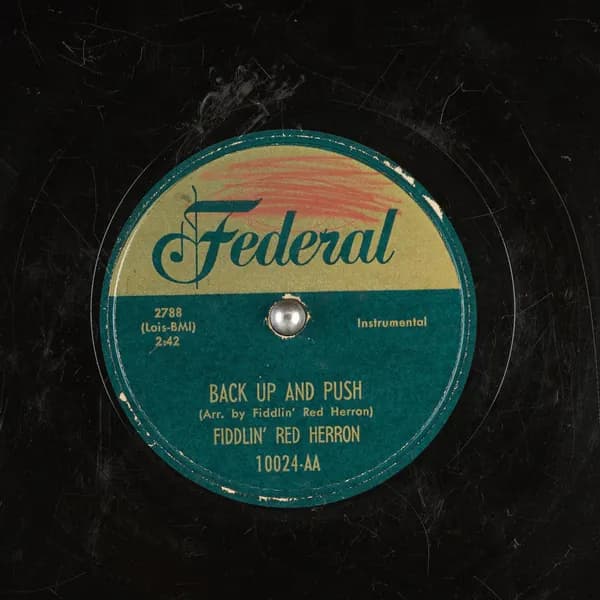 Federal
2788
(Lois-BMI)
2:42
Instrumental
BACK UP AND PUSH
(Arr. by Fiddlin' Red Herron)
FIDDLIN' RED HERRON
10024-AA